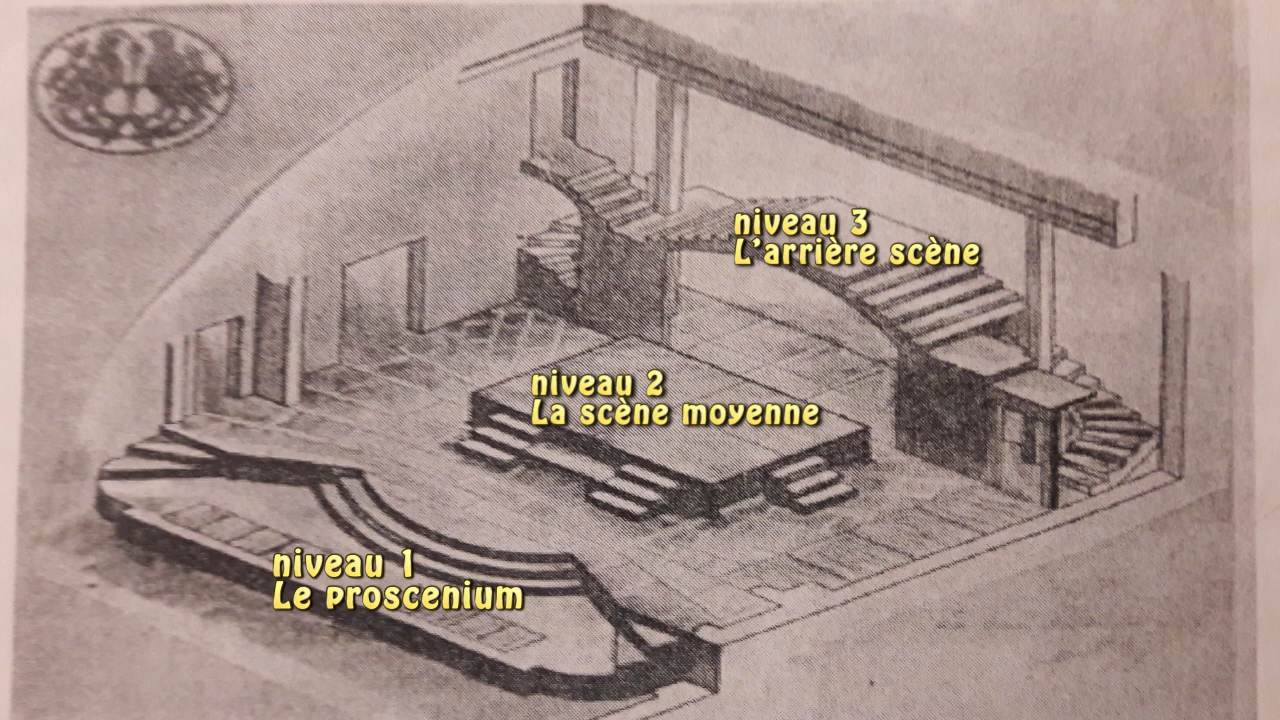 niveau 3
L'arrière scène
niveau 2
La scène moyenne
niveau 1
Le proscenium